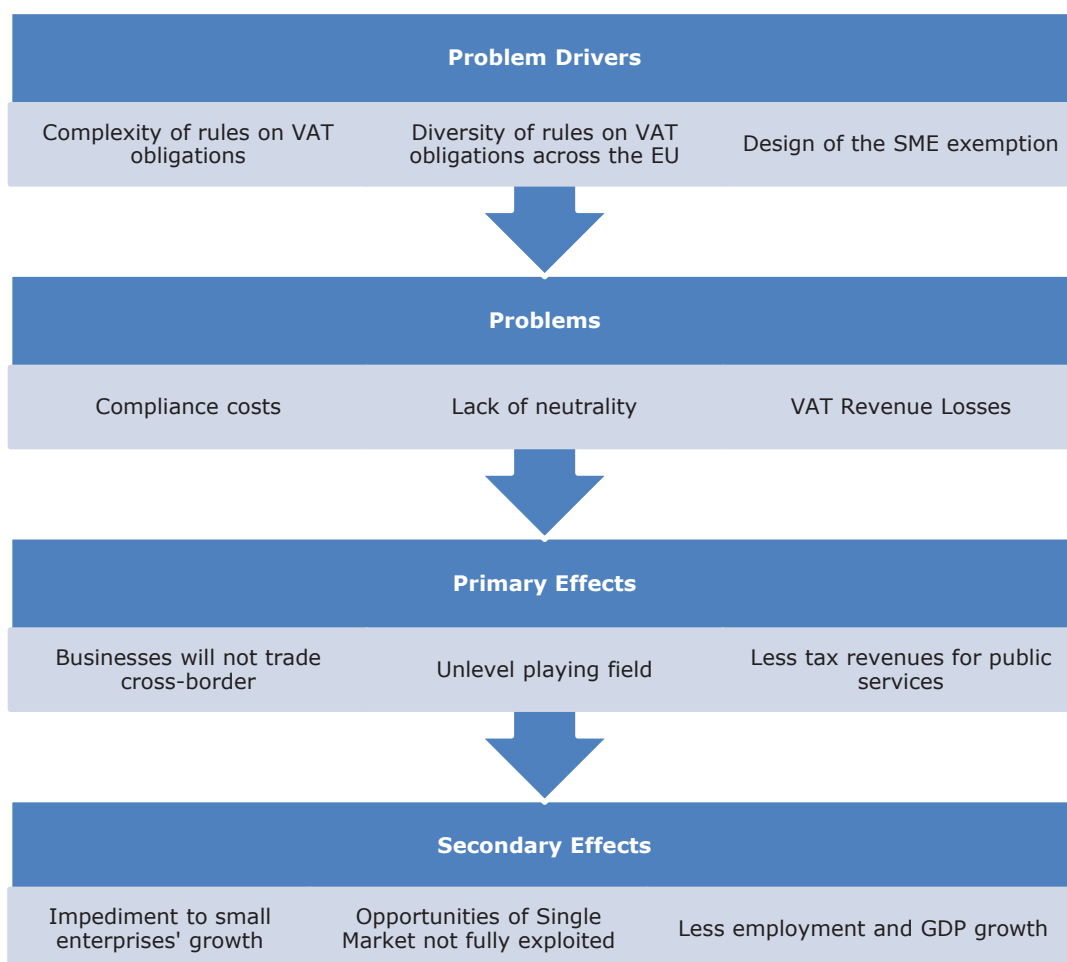 Problem Drivers
Complexity of rules on VAT
obligations
Diversity of rules on VAT
obligations across the EU
Design of the SME exemption
Problems
Compliance costs
Lack of neutrality
VAT Revenue Losses
Primary Effects
Businesses will not trade
cross-border
Unlevel playing field
Less tax revenues for public
services
Secondary Effects
Impediment to small
enterprises' growth
Opportunities of Single
Market not fully exploited
Less employment and GDP growth